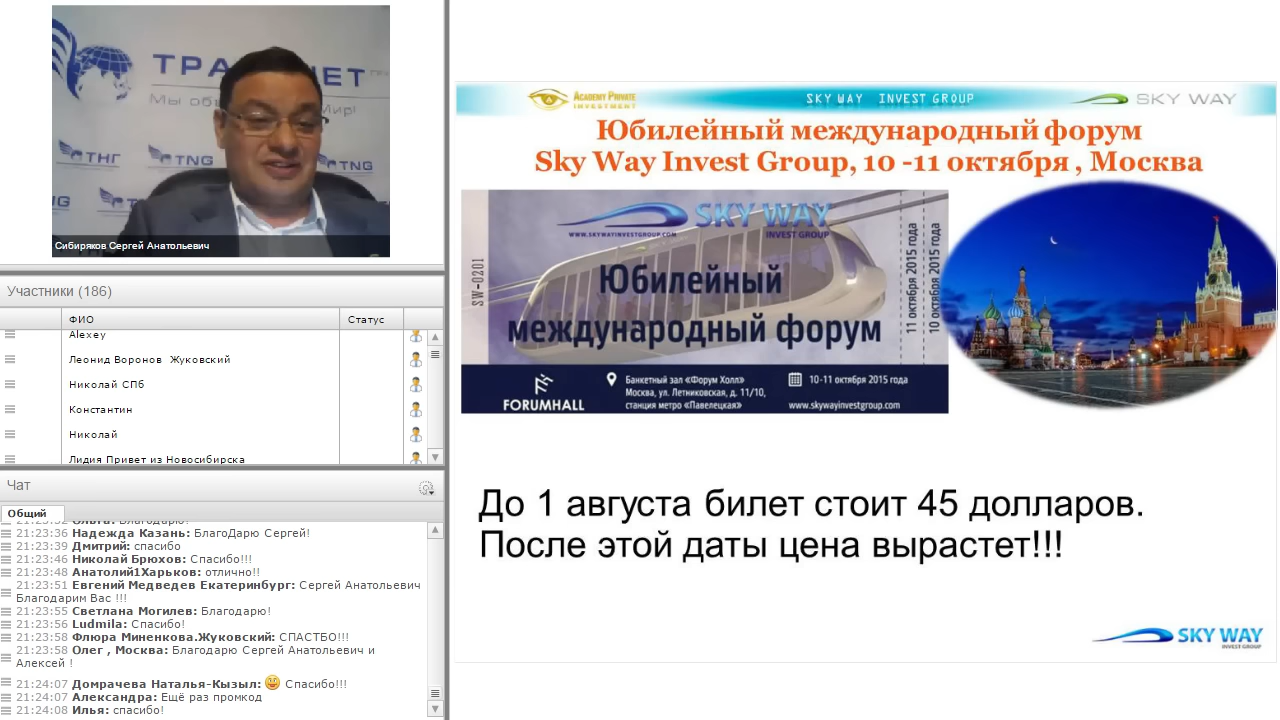 ТРА НЕТ
Мы об Мир!
ТНГ
TNG
TNG
TNG
Сибиряков Сергей Анатольевич
Участники (186)
ФИО Статус
Alexey
Леонид Воронов Жуковский
Николай СПб
Константин
Николай
Лидия Привет из Новосибирска
Чат
Общий
21:23:32 Ольга: Благодарю!
21:23:36 Надежда Казань: БлагоДарю Сергей!
21:23:39 Дмитрий: спасибо
21:23:46 Николай Брюхов: Спасибо!!!
21:23:48 Анатолий1Харьков: отлично!!
21:23:51 Евгений Медведев Екатеринбург: Сергей Анатольевич
Благодарим Вас !!!
21:23:55 Светлана Могилев: Благодарю!
21:23:56 Ludmila: Спасибо!
21:23:58 Флюра Миненкова.Жуковский: СПАСТБО!!!
21:23:58 Олег , Москва: Благодарю Сергей Анатольевич и
Алексей !
21:24:07 Домрачева Наталья-Кызыл: Спасибо!!!
21:24:07 Александра: Ещё раз промкод
21:24:08 Илья: спасибо!
ACADEMY PRIVATE
INVESTMENT
SKY WAY INVEST GROUP
SKY WAY
Юбилейный международный форум
Sky Way Invest Group, 10 -11 октября , Москва
SKY WAY
WWW.SKYWAYINVESTGROUP.COM INVEST GROUP
SW-0201
Юбилейный
международный форум
11 октября 2015 года
10 октября 2015 года
FORUMHALL
Банкетный зал «Форум Холл»
Москва, ул. Летниковская, д. 11/10,
станция метро «Павелецкая»
10-11 октября 2015 года
www.skywayinvestgroup.com
До 1 августа билет стоит 45 долларов.
После этой даты цена вырастет!!!
SKY WAY
INVEST GROUP